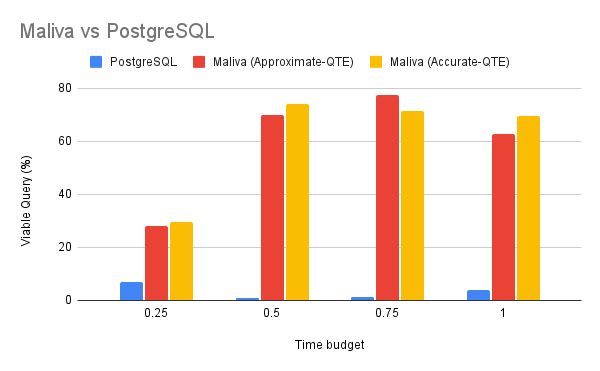 Maliva vs PostgreSQL
PostgreSQL Maliva (Approximate-QTE) Maliva (Accurate-QTE)
Viable Query (%)
80
60
40
20
0
0.25 0.5 0.75 1
Time budget